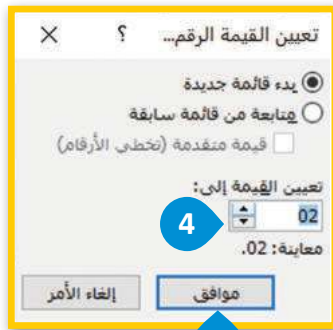 تعيين القيمة الرقم... ؟ ×
بدء قائمة جديدة
متابعة من قائمة سابقة
قيمة متقدمة (تخطي الأرقام)
تعيين القيمة إلى:
02
4
معاينة: 02.
موافق إلغاء الأمر